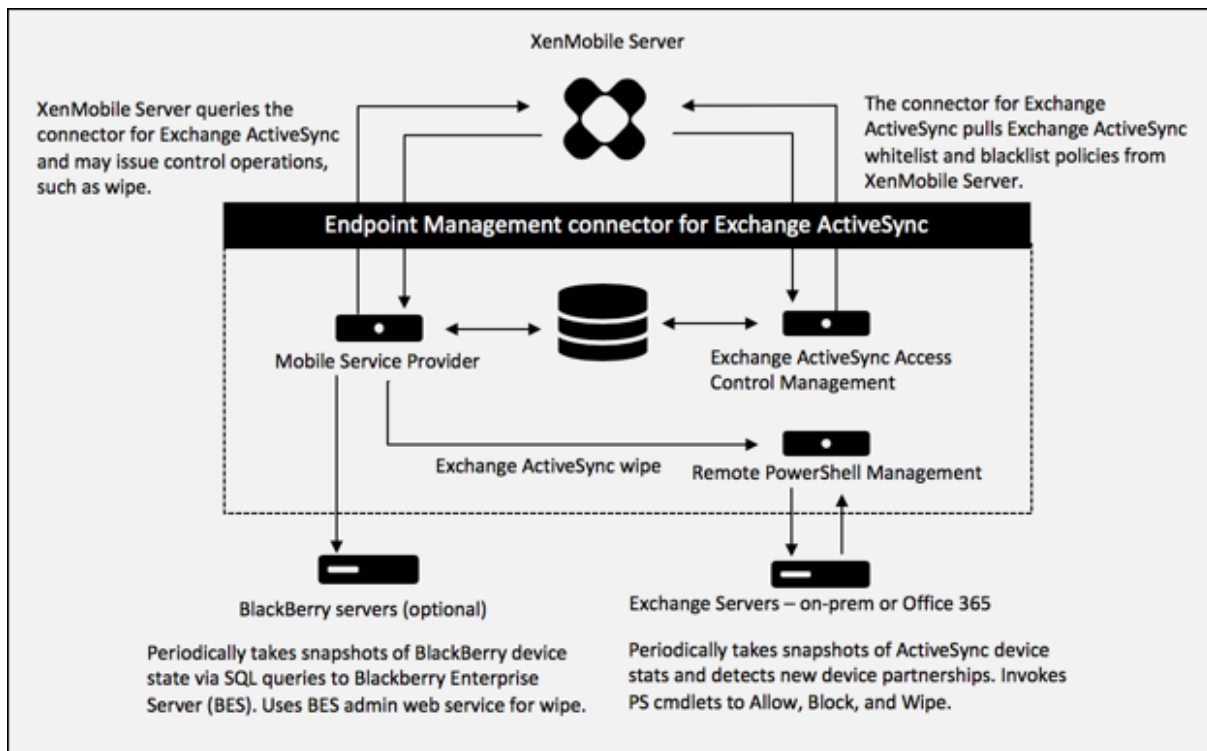 XenMobile Server
XenMobile Server queries the
connector for Exchange ActiveSync
and may issue control operations,
such as wipe.
The connector for Exchange
ActiveSync pulls Exchange ActiveSync
whitelist and blacklist policies from
XenMobile Server.
Endpoint Management connector for Exchange ActiveSync
Mobile Service Provider
Exchange ActiveSync Access
Control Management
Exchange ActiveSync wipe
Remote PowerShell Management
BlackBerry servers (optional)
Periodically takes snapshots of BlackBerry device
state via SQL queries to Blackberry Enterprise
Server (BES). Uses BES admin web service for wipe.
Exchange Servers – on-prem or Office 365
Periodically takes snapshots of ActiveSync device
stats and detects new device partnerships. Invokes
PS cmdlets to Allow, Block, and Wipe.